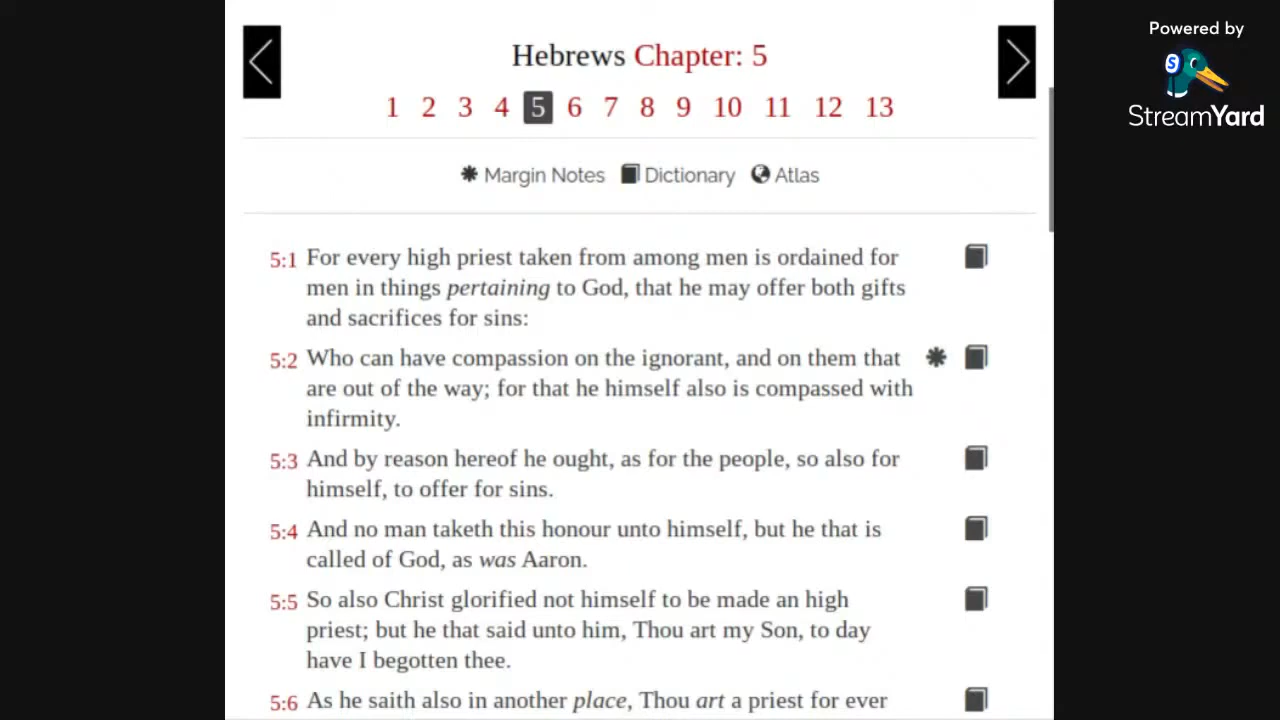 Powered by
S
StreamYard
Hebrews Chapter: 5
1 2 3 4 5 6 7 8 9 10 11 12 13
Margin Notes Dictionary Atlas
5:1 For every high priest taken from among men is ordained for
men in things pertaining to God, that he may offer both gifts
and sacrifices for sins:
5:2 Who can have compassion on the ignorant, and on them that
are out of the way; for that he himself also is compassed with
infirmity.
5:3 And by reason hereof he ought, as for the people, so also for
himself, to offer for sins.
5:4 And no man taketh this honour unto himself, but he that is
called of God, as was Aaron.
5:5 So also Christ glorified not himself to be made an high
priest; but he that said unto him, Thou art my Son, to day
have I begotten thee.
5:6 As he saith also in another place, Thou art a priest for ever